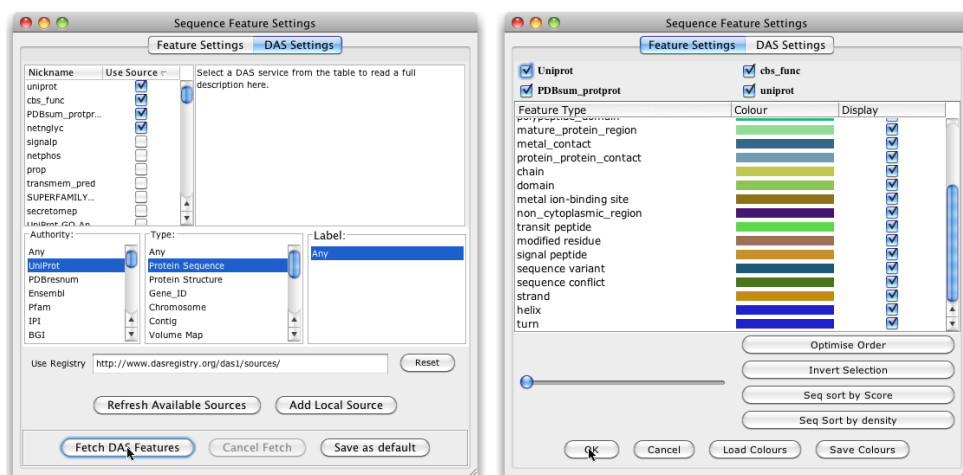 Sequence Feature Settings
Feature Settings DAS Settings
Nickname Use Source
uniprot
cbs_func
PDBsum_protpr...
netnglyc
signalp
netphos
prop
transmem_pred
SUPERFAMILY...
secretomep
UniProt GO An
Select a DAS service from the table to read a full
description here.
Authority:
Any
UniProt
PDBresnum
Ensembl
Pfam
IPI
BGI
Type:
Any
Protein Sequence
Protein Structure
Gene_ID
Chromosome
Contig
Volume Map
Label:
Any
Use Registry http://www.dasregistry.org/das1/sources/ Reset
Refresh Available Sources Add Local Source
Fetch DAS Features Cancel Fetch Save as default
Sequence Feature Settings
Feature Settings DAS Settings
Uniprot cbs_func
PDBsum_protprot uniprot
Feature Type Colour Display
polypeptide_domain
mature_protein_region
metal_contact
protein_protein_contact
chain
domain
metal ion-binding site
non_cytoplasmic_region
transit peptide
modified residue
signal peptide
sequence variant
sequence conflict
strand
helix
turn
Optimise Order
Invert Selection
Seq sort by Score
Seq Sort by density
OK Cancel Load Colours Save Colours